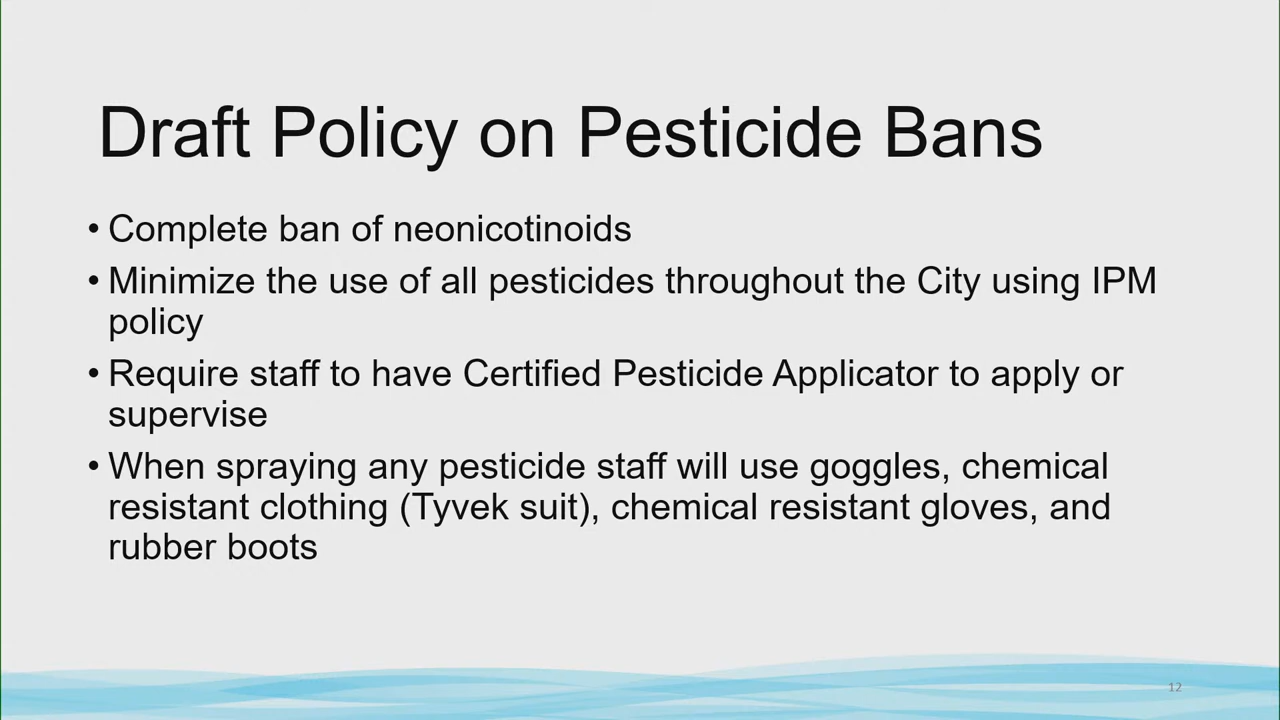 Draft Policy on Pesticide Bans
• Complete ban of neonicotinoids
• Minimize the use of all pesticides throughout the City using IPM
policy
• Require staff to have Certified Pesticide Applicator to apply or
supervise
• When spraying any pesticide staff will use goggles, chemical
resistant clothing (Tyvek suit), chemical resistant gloves, and
rubber boots
12